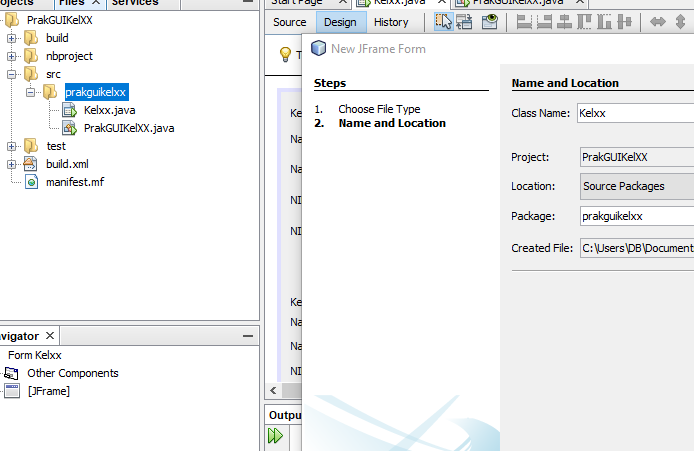 Files
Services
PrakGUIKelXX
build
nbproject
src
prakguikelxx
Kelxx.java
PrakGUIKelXX.java
test
build.xml
manifest.mf
Form Kelxx
Other Components
[JFrame]
Start Page
Kelxx.java
PrakGUIKelXX.java
Source
Design
History
New JFrame Form
Steps
1. Choose File Type
2. Name and Location
Name and Location
Class Name: Kelxx
Project: PrakGUIKelXX
Location: Source Packages
Package: prakguikelxx
Created File: C:\Users\DB\Document
Ke
Na
Na
NI
NI
Ke
Na
Na
NI
Outpu